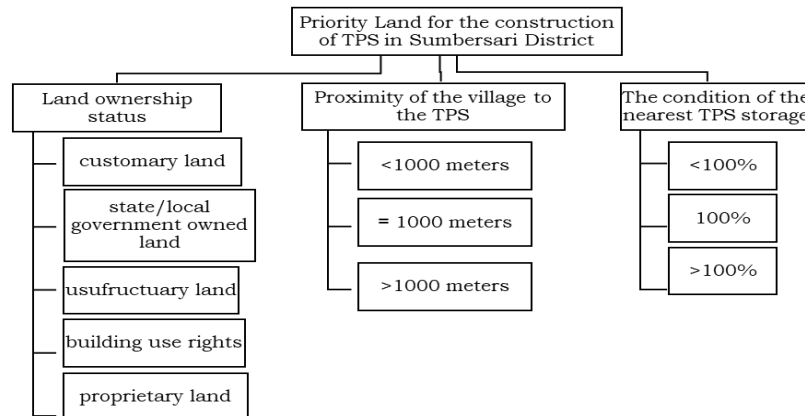 Priority Land for the construction
of TPS in Sumbersari District
Land ownership
status
customary land
state/local
government owned
land
usufructuary land
building use rights
proprietary land
Proximity of the village to
the TPS
<1000 meters
= 1000 meters
>1000 meters
The condition of the
nearest TPS storage
<100%
100%
>100%